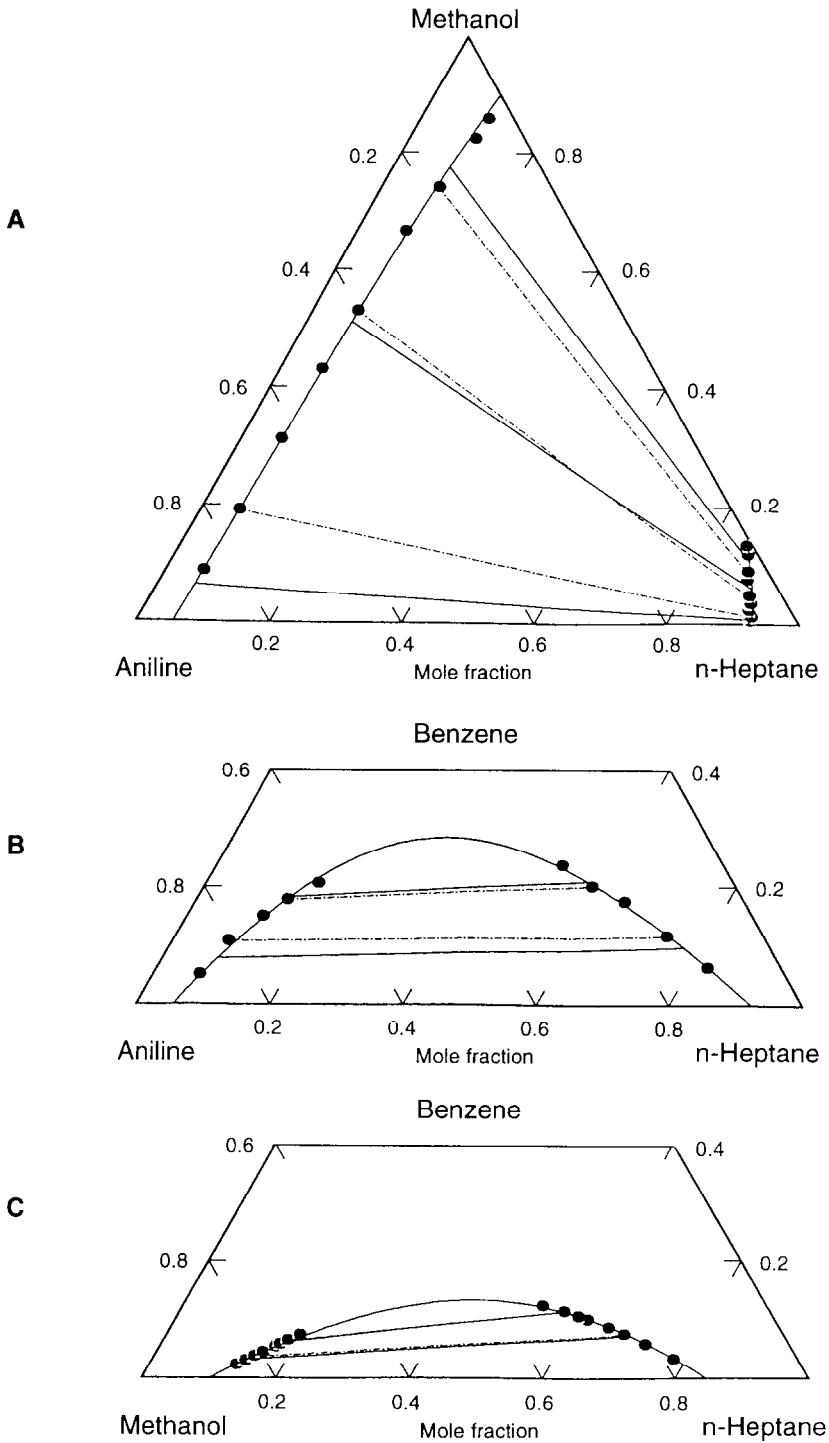 Methanol
A
0.2 0.8
0.4 0.6
0.6 0.4
0.8 0.2
0.2 0.4 0.6 0.8
Aniline Mole fraction n-Heptane
Benzene
0.6 0.4
B
0.8 0.2
0.2 0.4 0.6 0.8
Aniline Mole fraction n-Heptane
Benzene
0.6 0.4
C
0.8 0.2
0.2 0.4 0.6 0.8
Methanol Mole fraction n-Heptane